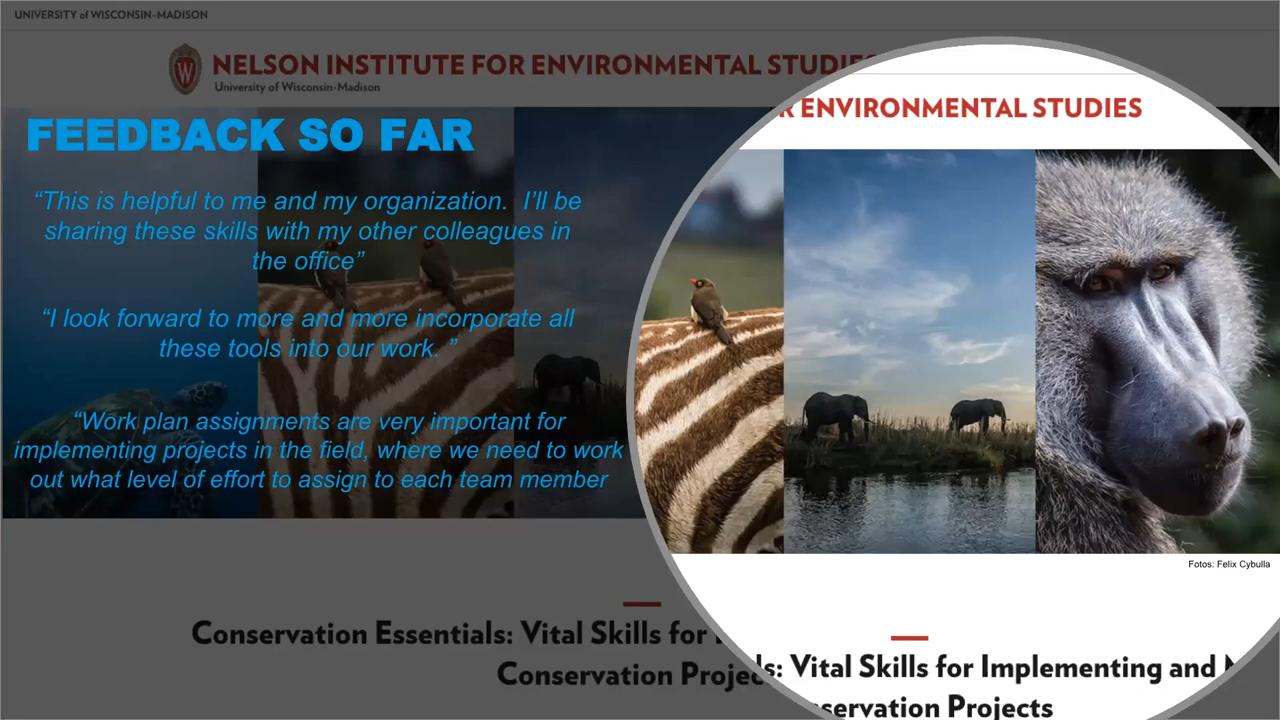 UNIVERSITY of WISCONSIN-MADISON
NELSON INSTITUTE FOR ENVIRONMENTAL STUDIES
University of Wisconsin-Madison
ENVIRONMENTAL STUDIES
FEEDBACK SO FAR
“This is helpful to me and my organization. I’ll be
sharing these skills with my other colleagues in
the office”
“I look forward to more and more incorporate all
these tools into our work. ”
“Work plan assignments are very important for
implementing projects in the field, where we need to work
out what level of effort to assign to each team member
Fotos: Felix Cybulla
Conservation Essentials: Vital Skills for
Conservation Projec
s: Vital Skills for Implementing and
servation Projects